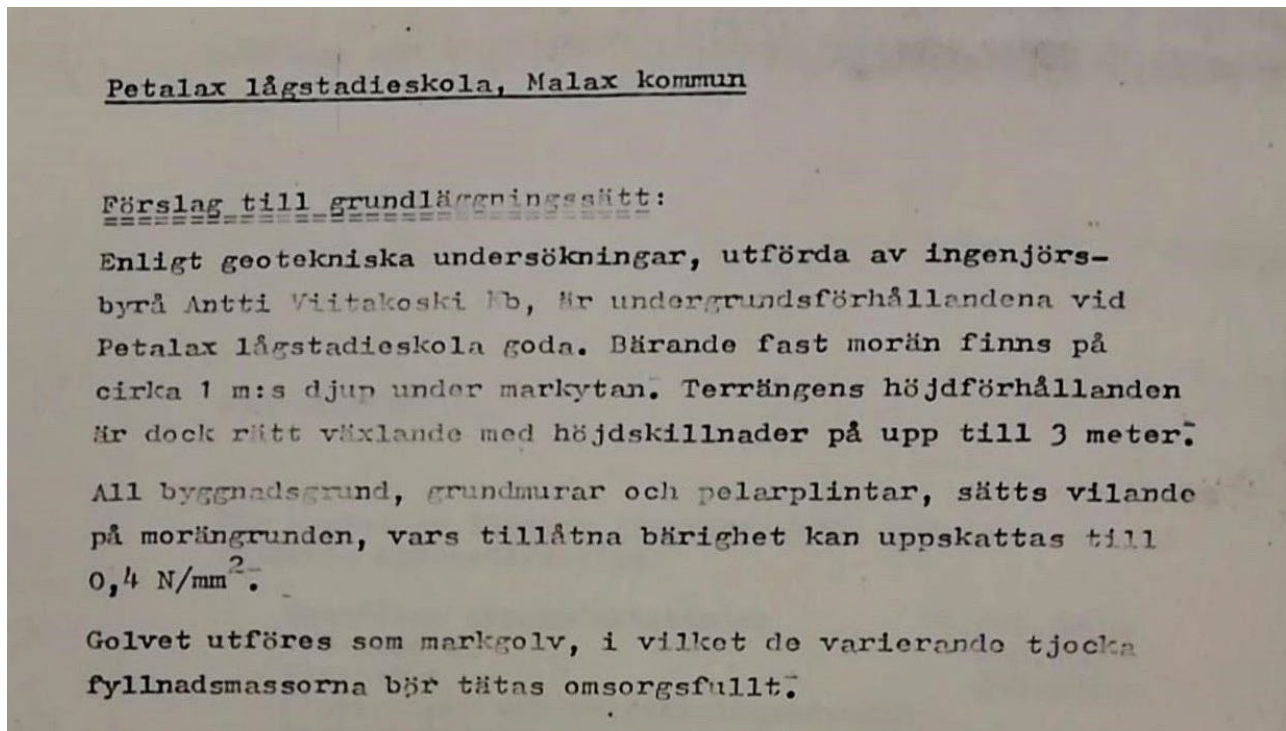 Petalax lågstadieskola, Malax kommun
Förslag till grundläggningssätt:
Enligt geotekniska undersökningar, utförda av ingenjörs-
byrå Antti Viitakoski Kb, är undergrundsförhållandena vid
Petalax lågstadieskola goda. Bärande fast morän finns på
cirka 1 m:s djup under markytan. Terrängens höjdförhållanden
är dock rätt växlande med höjdskillnader på upp till 3 meter.
All byggnadsgrund, grundmurar och pelarplintar, sätts vilande
på morängrunden, vars tillåtna bärighet kan uppskattas till
0,4 N/mm².
Golvet utföres som markgolv, i vilket de varierande tjocka
fyllnadsmassorna bör tätas omsorgsfullt.